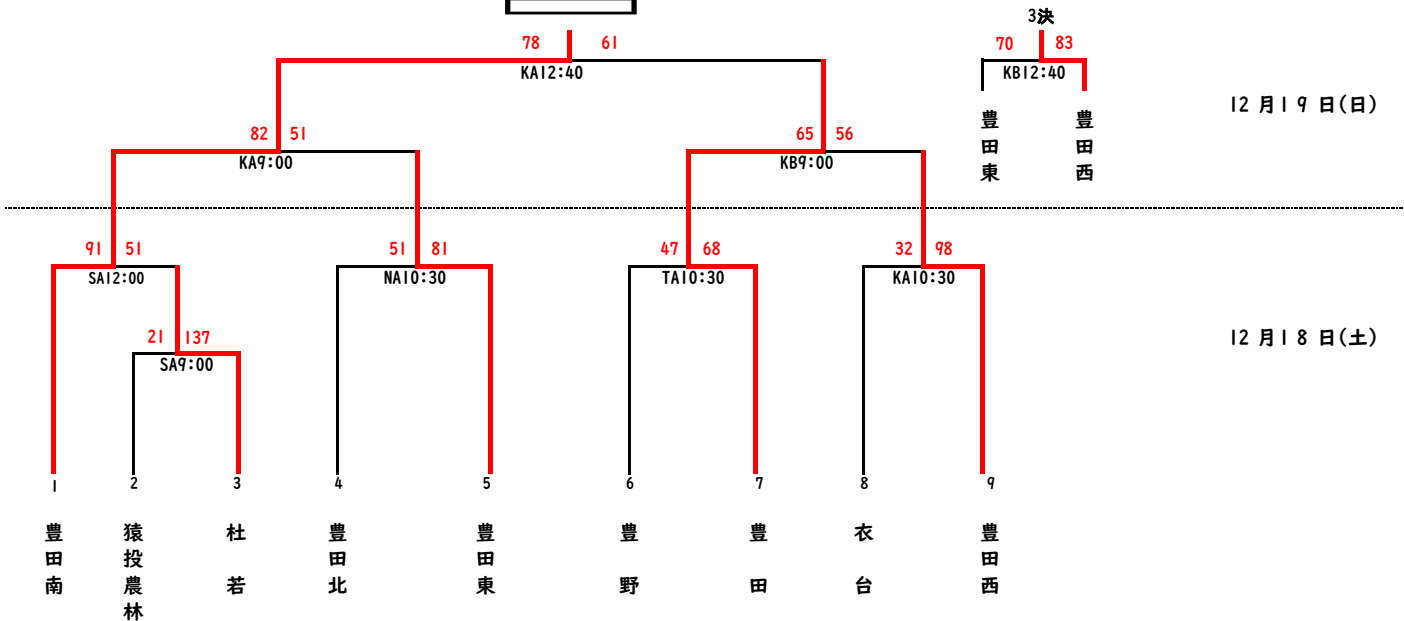 3決
78 61
70 83
KA12:40
KB12:40
12月19日(日)
豊田東
豊田西
82 51
65 56
KA9:00
KB9:00
91 51
51 81
47 68
32 98
SA12:00
NA10:30
TA10:30
KA10:30
21 137
SA9:00
12月18日(土)
1 2 3 4 5 6 7 8 9
豊田南
猿投農林
杜若
豊田北
豊田東
豊野
豊田
衣台
豊田西